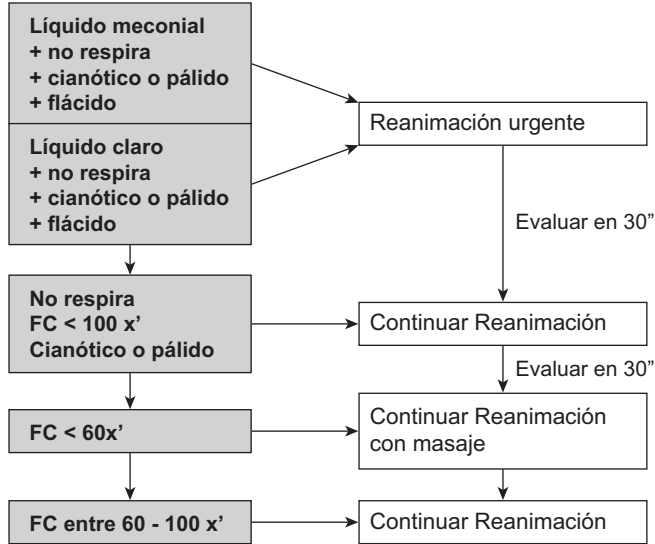 Líquido meconial
+ no respira
+ cianótico o pálido
+ flácido
Reanimación urgente
Líquido claro
+ no respira
+ cianótico o pálido
+ flácido
Evaluar en 30”
No respira
FC < 100 x’
Cianótico o pálido
Continuar Reanimación
Evaluar en 30”
FC < 60x’
Continuar Reanimación
con masaje
FC entre 60 - 100 x’
Continuar Reanimación